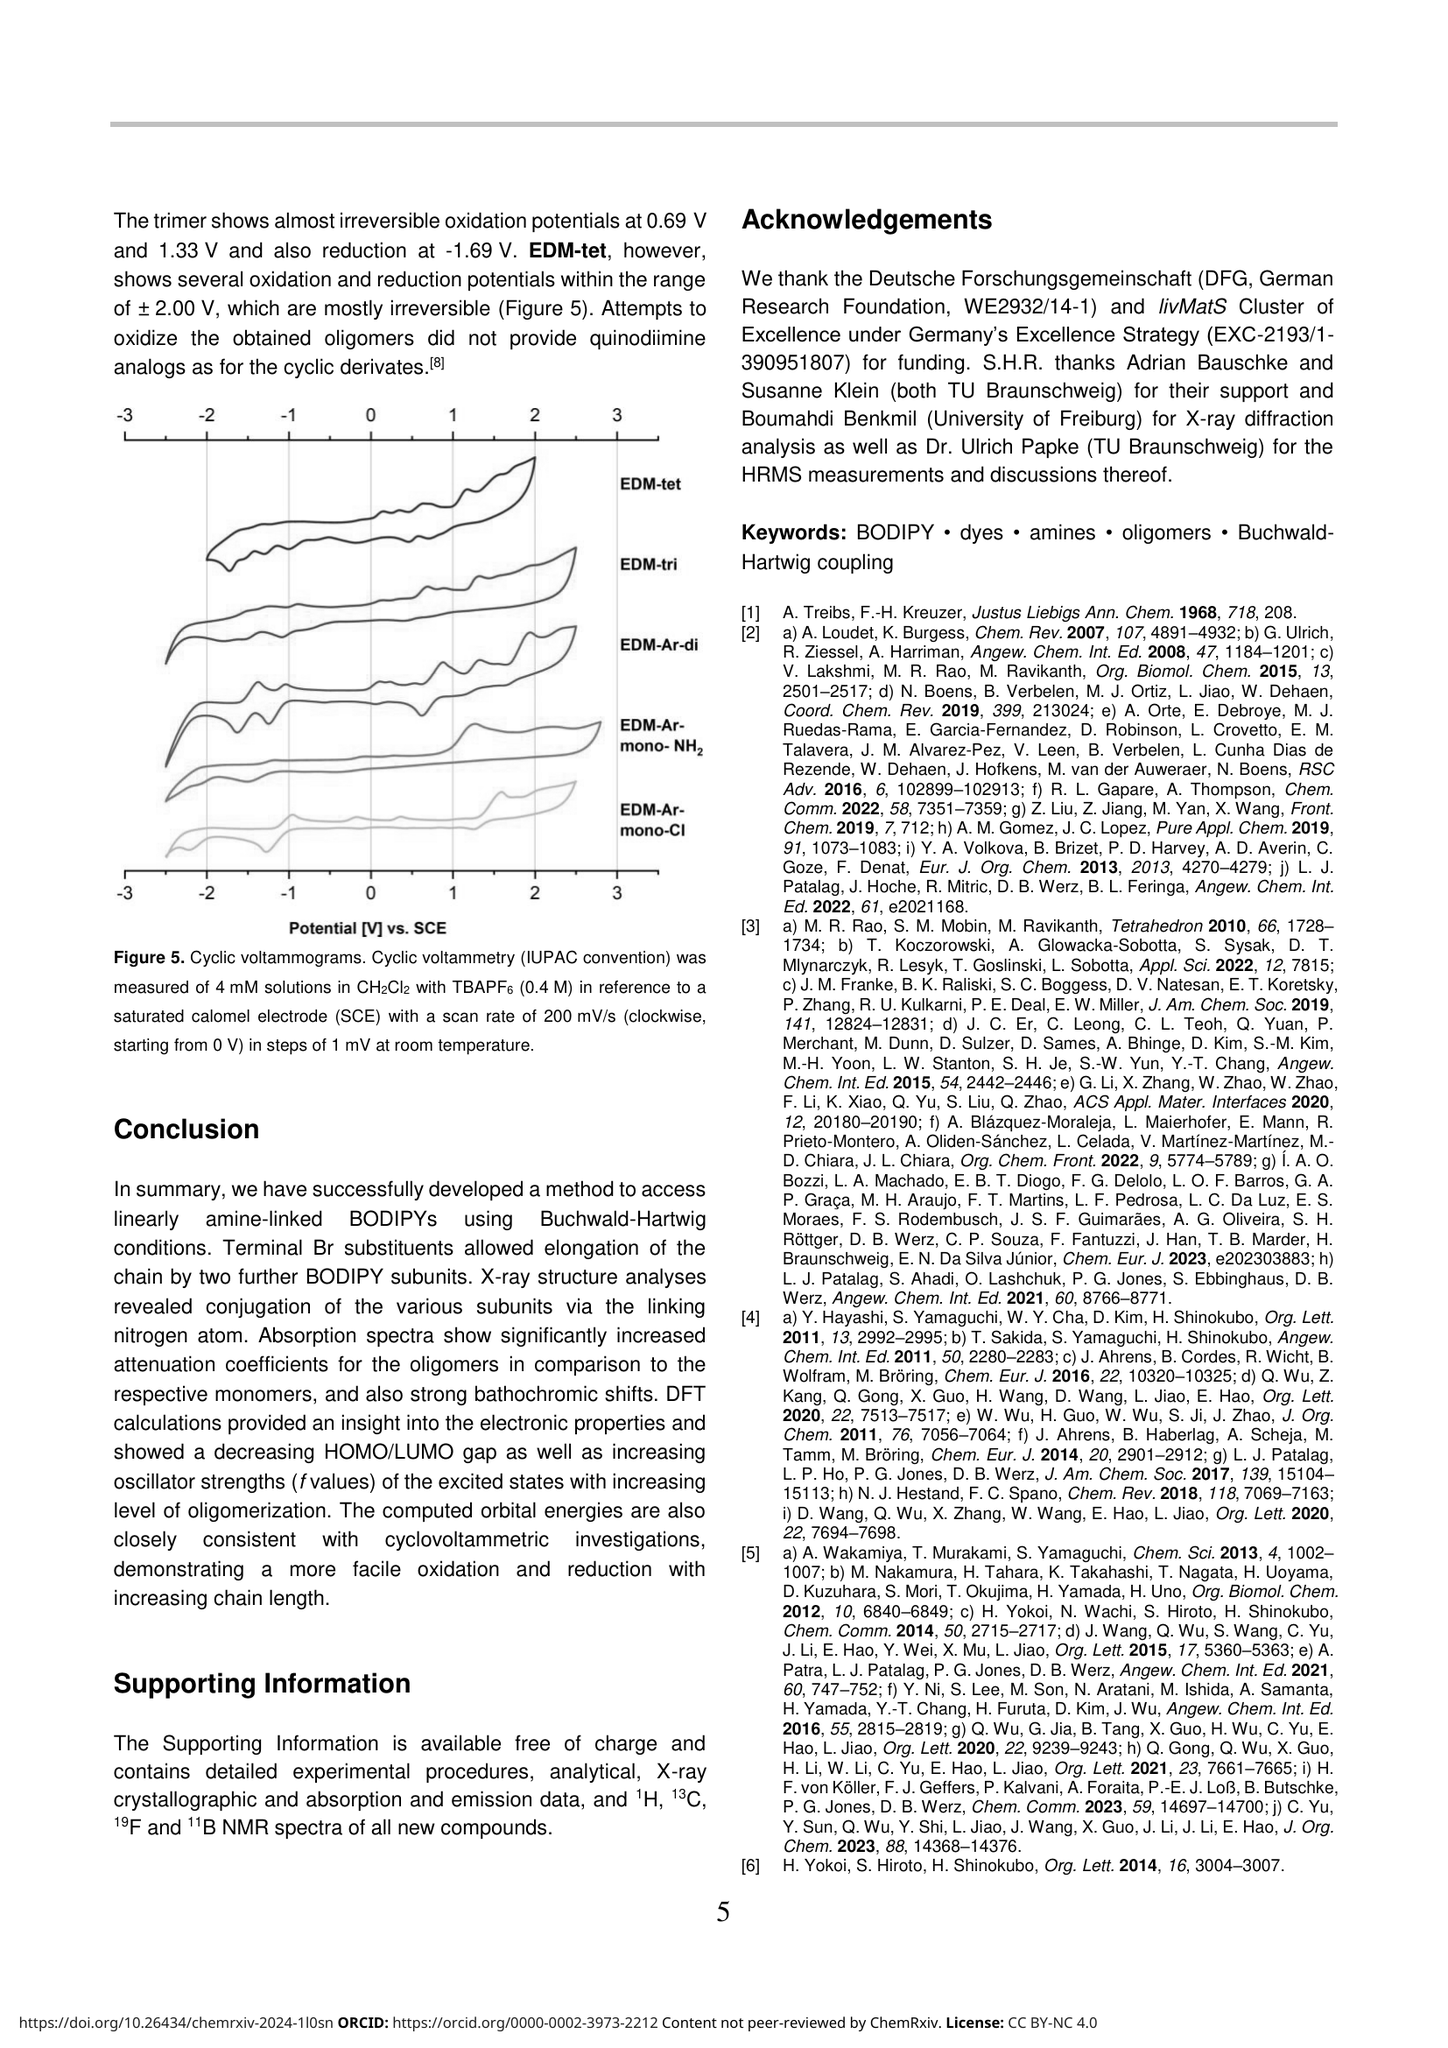 The trimer shows almost irreversible oxidation potentials at 0.69 V
and 1.33 V and also reduction at -1.69 V. EDM-tet, however,
shows several oxidation and reduction potentials within the range
of ± 2.00 V, which are mostly irreversible (Figure 5). Attempts to
oxidize the obtained oligomers did not provide quinodiimine
analogs as for the cyclic derivates.[8]
-3 -2 -1 0 1 2 3
EDM-tet
EDM-tri
EDM-Ar-di
EDM-Ar-
mono- NH2
EDM-Ar-
mono-Cl
-3 -2 -1 0 1 2 3
Potential [V] vs. SCE
Figure 5. Cyclic voltammograms. Cyclic voltammetry (IUPAC convention) was
measured of 4 mM solutions in CH2Cl2 with TBAPF6 (0.4 M) in reference to a
saturated calomel electrode (SCE) with a scan rate of 200 mV/s (clockwise,
starting from 0 V) in steps of 1 mV at room temperature.
Conclusion
In summary, we have successfully developed a method to access
linearly amine-linked BODIPYs using Buchwald-Hartwig
conditions. Terminal Br substituents allowed elongation of the
chain by two further BODIPY subunits. X-ray structure analyses
revealed conjugation of the various subunits via the linking
nitrogen atom. Absorption spectra show significantly increased
attenuation coefficients for the oligomers in comparison to the
respective monomers, and also strong bathochromic shifts. DFT
calculations provided an insight into the electronic properties and
showed a decreasing HOMO/LUMO gap as well as increasing
oscillator strengths (f values) of the excited states with increasing
level of oligomerization. The computed orbital energies are also
closely consistent with cyclovoltammetric investigations,
demonstrating a more facile oxidation and reduction with
increasing chain length.
Supporting Information
The Supporting Information is available free of charge and
contains detailed experimental procedures, analytical, X-ray
crystallographic and absorption and emission data, and 1H, 13C,
19F and 11B NMR spectra of all new compounds.
Acknowledgements
We thank the Deutsche Forschungsgemeinschaft (DFG, German
Research Foundation, WE2932/14-1) and livMatS Cluster of
Excellence under Germany's Excellence Strategy (EXC-2193/1-
390951807) for funding. S.H.R. thanks Adrian Bauschke and
Susanne Klein (both TU Braunschweig) for their support and
Boumahdi Benkmil (University of Freiburg) for X-ray diffraction
analysis as well as Dr. Ulrich Papke (TU Braunschweig) for the
HRMS measurements and discussions thereof.
Keywords: BODIPY • dyes • amines • oligomers • Buchwald-
Hartwig coupling
[1] A. Treibs, F.-H. Kreuzer, Justus Liebigs Ann. Chem. 1968, 718, 208.
[2] a) A. Loudet, K. Burgess, Chem. Rev. 2007, 107, 4891–4932; b) G. Ulrich,
R. Ziessel, A. Harriman, Angew. Chem. Int. Ed. 2008, 47, 1184–1201; c)
V. Lakshmi, M. R. Rao, M. Ravikanth, Org. Biomol. Chem. 2015, 13,
2501–2517; d) N. Boens, B. Verbelen, M. J. Ortiz, L. Jiao, W. Dehaen,
Coord. Chem. Rev. 2019, 399, 213024; e) A. Orte, E. Debroye, M. J.
Ruedas-Rama, E. Garcia-Fernandez, D. Robinson, L. Crovetto, E. M.
Talavera, J. M. Alvarez-Pez, V. Leen, B. Verbelen, L. Cunha Dias de
Rezende, W. Dehaen, J. Hofkens, M. van der Auweraer, N. Boens, RSC
Adv. 2016, 6, 102899–102913; f) R. L. Gapare, A. Thompson, Chem.
Comm. 2022, 58, 7351–7359; g) Z. Liu, Z. Jiang, M. Yan, X. Wang, Front.
Chem. 2019, 7, 712; h) A. M. Gomez, J. C. Lopez, Pure Appl. Chem. 2019,
91, 1073–1083; i) Y. A. Volkova, B. Brizet, P. D. Harvey, A. D. Averin, C.
Goze, F. Denat, Eur. J. Org. Chem. 2013, 2013, 4270–4279; j) L. J.
Patalag, J. Hoche, R. Mitric, D. B. Werz, B. L. Feringa, Angew. Chem. Int.
Ed. 2022, 61, e2021168.
[3] a) M. R. Rao, S. M. Mobin, M. Ravikanth, Tetrahedron 2010, 66, 1728–
1734; b) T. Koczorowski, A. Glowacka-Sobotta, S. Sysak, D. T.
Mlynarczyk, R. Lesyk, T. Goslinski, L. Sobotta, Appl. Sci. 2022, 12, 7815;
c) J. M. Franke, B. K. Raliski, S. C. Boggess, D. V. Natesan, E. T. Koretsky,
P. Zhang, R. U. Kulkarni, P. E. Deal, E. W. Miller, J. Am. Chem. Soc. 2019,
141, 12824–12831; d) J. C. Er, C. Leong, C. L. Teoh, Q. Yuan, P.
Merchant, M. Dunn, D. Sulzer, D. Sames, A. Bhinge, D. Kim, S.-M. Kim,
M.-H. Yoon, L. W. Stanton, S. H. Je, S.-W. Yun, Y.-T. Chang, Angew.
Chem. Int. Ed. 2015, 54, 2442–2446; e) G. Li, X. Zhang, W. Zhao, W. Zhao,
F. Li, K. Xiao, Q. Yu, S. Liu, Q. Zhao, ACS Appl. Mater. Interfaces 2020,
12, 20180–20190; f) A. Blázquez-Moraleja, L. Maierhofer, E. Mann, R.
Prieto-Montero, A. Oliden-Sánchez, L. Celada, V. Martínez-Martínez, M.-
D. Chiara, J. L. Chiara, Org. Chem. Front. 2022, 9, 5774–5789; g) Í. A. O.
Bozzi, L. A. Machado, E. B. T. Diogo, F. G. Delolo, L. O. F. Barros, G. A.
P. Graça, M. H. Araujo, F. T. Martins, L. F. Pedrosa, L. C. Da Luz, E. S.
Moraes, F. S. Rodembusch, J. S. F. Guimarães, A. G. Oliveira, S. H.
Röttger, D. B. Werz, C. P. Souza, F. Fantuzzi, J. Han, T. B. Marder, H.
Braunschweig, E. N. Da Silva Júnior, Chem. Eur. J. 2023, e202303883; h)
L. J. Patalag, S. Ahadi, O. Lashchuk, P. G. Jones, S. Ebbinghaus, D. B.
Werz, Angew. Chem. Int. Ed. 2021, 60, 8766–8771.
[4] a) Y. Hayashi, S. Yamaguchi, W. Y. Cha, D. Kim, H. Shinokubo, Org. Lett.
2011, 13, 2992–2995; b) T. Sakida, S. Yamaguchi, H. Shinokubo, Angew.
Chem. Int. Ed. 2011, 50, 2280–2283; c) J. Ahrens, B. Cordes, R. Wicht, B.
Wolfram, M. Bröring, Chem. Eur. J. 2016, 22, 10320–10325; d) Q. Wu, Z.
Kang, Q. Gong, X. Guo, H. Wang, D. Wang, L. Jiao, E. Hao, Org. Lett.
2020, 22, 7513–7517; e) W. Wu, H. Guo, W. Wu, S. Ji, J. Zhao, J. Org.
Chem. 2011, 76, 7056–7064; f) J. Ahrens, B. Haberlag, A. Scheja, M.
Tamm, M. Bröring, Chem. Eur. J. 2014, 20, 2901–2912; g) L. J. Patalag,
L. P. Ho, P. G. Jones, D. B. Werz, J. Am. Chem. Soc. 2017, 139, 15104–
15113; h) N. J. Hestand, F. C. Spano, Chem. Rev. 2018, 118, 7069–7163;
i) D. Wang, Q. Wu, X. Zhang, W. Wang, E. Hao, L. Jiao, Org. Lett. 2020,
22, 7694–7698.
[5] a) A. Wakamiya, T. Murakami, S. Yamaguchi, Chem. Sci. 2013, 4, 1002–
1007; b) M. Nakamura, H. Tahara, K. Takahashi, T. Nagata, H. Uoyama,
D. Kuzuhara, S. Mori, T. Okujima, H. Yamada, H. Uno, Org. Biomol. Chem.
2012, 10, 6840–6849; c) H. Yokoi, N. Wachi, S. Hiroto, H. Shinokubo,
Chem. Comm. 2014, 50, 2715–2717; d) J. Wang, Q. Wu, S. Wang, C. Yu,
J. Li, E. Hao, Y. Wei, X. Mu, L. Jiao, Org. Lett. 2015, 17, 5360–5363; e) A.
Patra, L. J. Patalag, P. G. Jones, D. B. Werz, Angew. Chem. Int. Ed. 2021,
60, 747–752; f) Y. Ni, S. Lee, M. Son, N. Aratani, M. Ishida, A. Samanta,
H. Yamada, Y.-T. Chang, H. Furuta, D. Kim, J. Wu, Angew. Chem. Int. Ed.
2016, 55, 2815–2819; g) Q. Wu, G. Jia, B. Tang, X. Guo, H. Wu, C. Yu, E.
Hao, L. Jiao, Org. Lett. 2020, 22, 9239–9243; h) Q. Gong, Q. Wu, X. Guo,
H. Li, W. Li, C. Yu, E. Hao, L. Jiao, Org. Lett. 2021, 23, 7661–7665; i) H.
F. von Köller, F. J. Geffers, P. Kalvani, A. Foraita, P.-E. J. Loß, B. Butschke,
P. G. Jones, D. B. Werz, Chem. Comm. 2023, 59, 14697–14700; j) C. Yu,
Y. Sun, Q. Wu, Y. Shi, L. Jiao, J. Wang, X. Guo, J. Li, J. Li, E. Hao, J. Org.
Chem. 2023, 88, 14368–14376.
[6] H. Yokoi, S. Hiroto, H. Shinokubo, Org. Lett. 2014, 16, 3004–3007.
5
https://doi.org/10.26434/chemrxiv-2024-1l0sn ORCID: https://orcid.org/0000-0002-3973-2212 Content not peer-reviewed by ChemRxiv. License: CC BY-NC 4.0